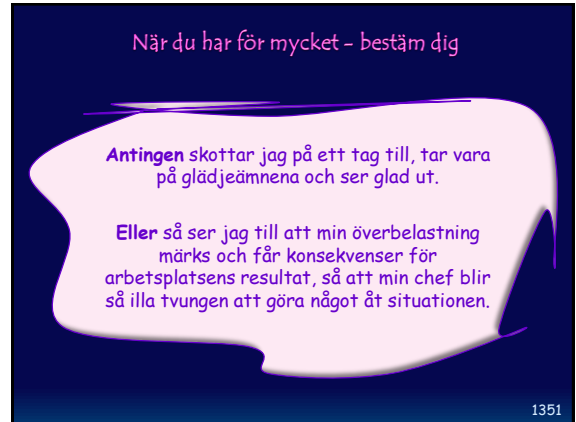 När du har för mycket - bestäm dig
Antingen skottar jag på ett tag till, tar vara
på glädjeämnena och ser glad ut.
Eller så ser jag till att min överbelastning
märks och får konsekvenser för
arbetsplatsens resultat, så att min chef blir
så illa tvungen att göra något åt situationen.
1351